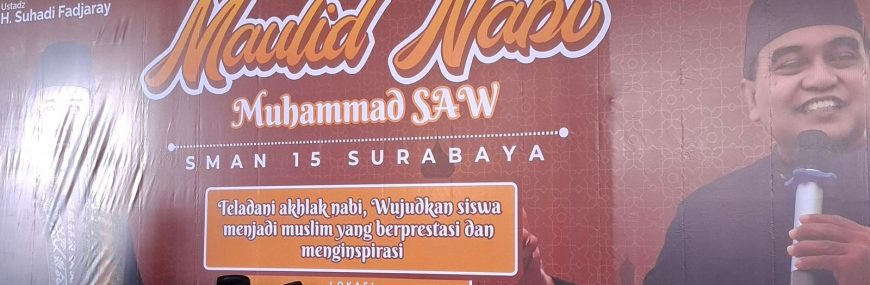 Ustadz
H. Suhadi Fadjaray
Maulid Nabi
Muhammad SAW
SMAN 15 SURABAYA
Teladani akhlak nabi, Wujudkan siswa
menjadi muslim yang berprestasi dan
menginspirasi
LOKASI